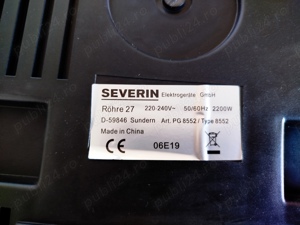 SEVERIN Elektrogeräte GmbH
Röhre 27 220-240V~ 50/60Hz 2200W
D-59846 Sundern Art. PG 8552 / Type 8552
Made in China
CE 06E19